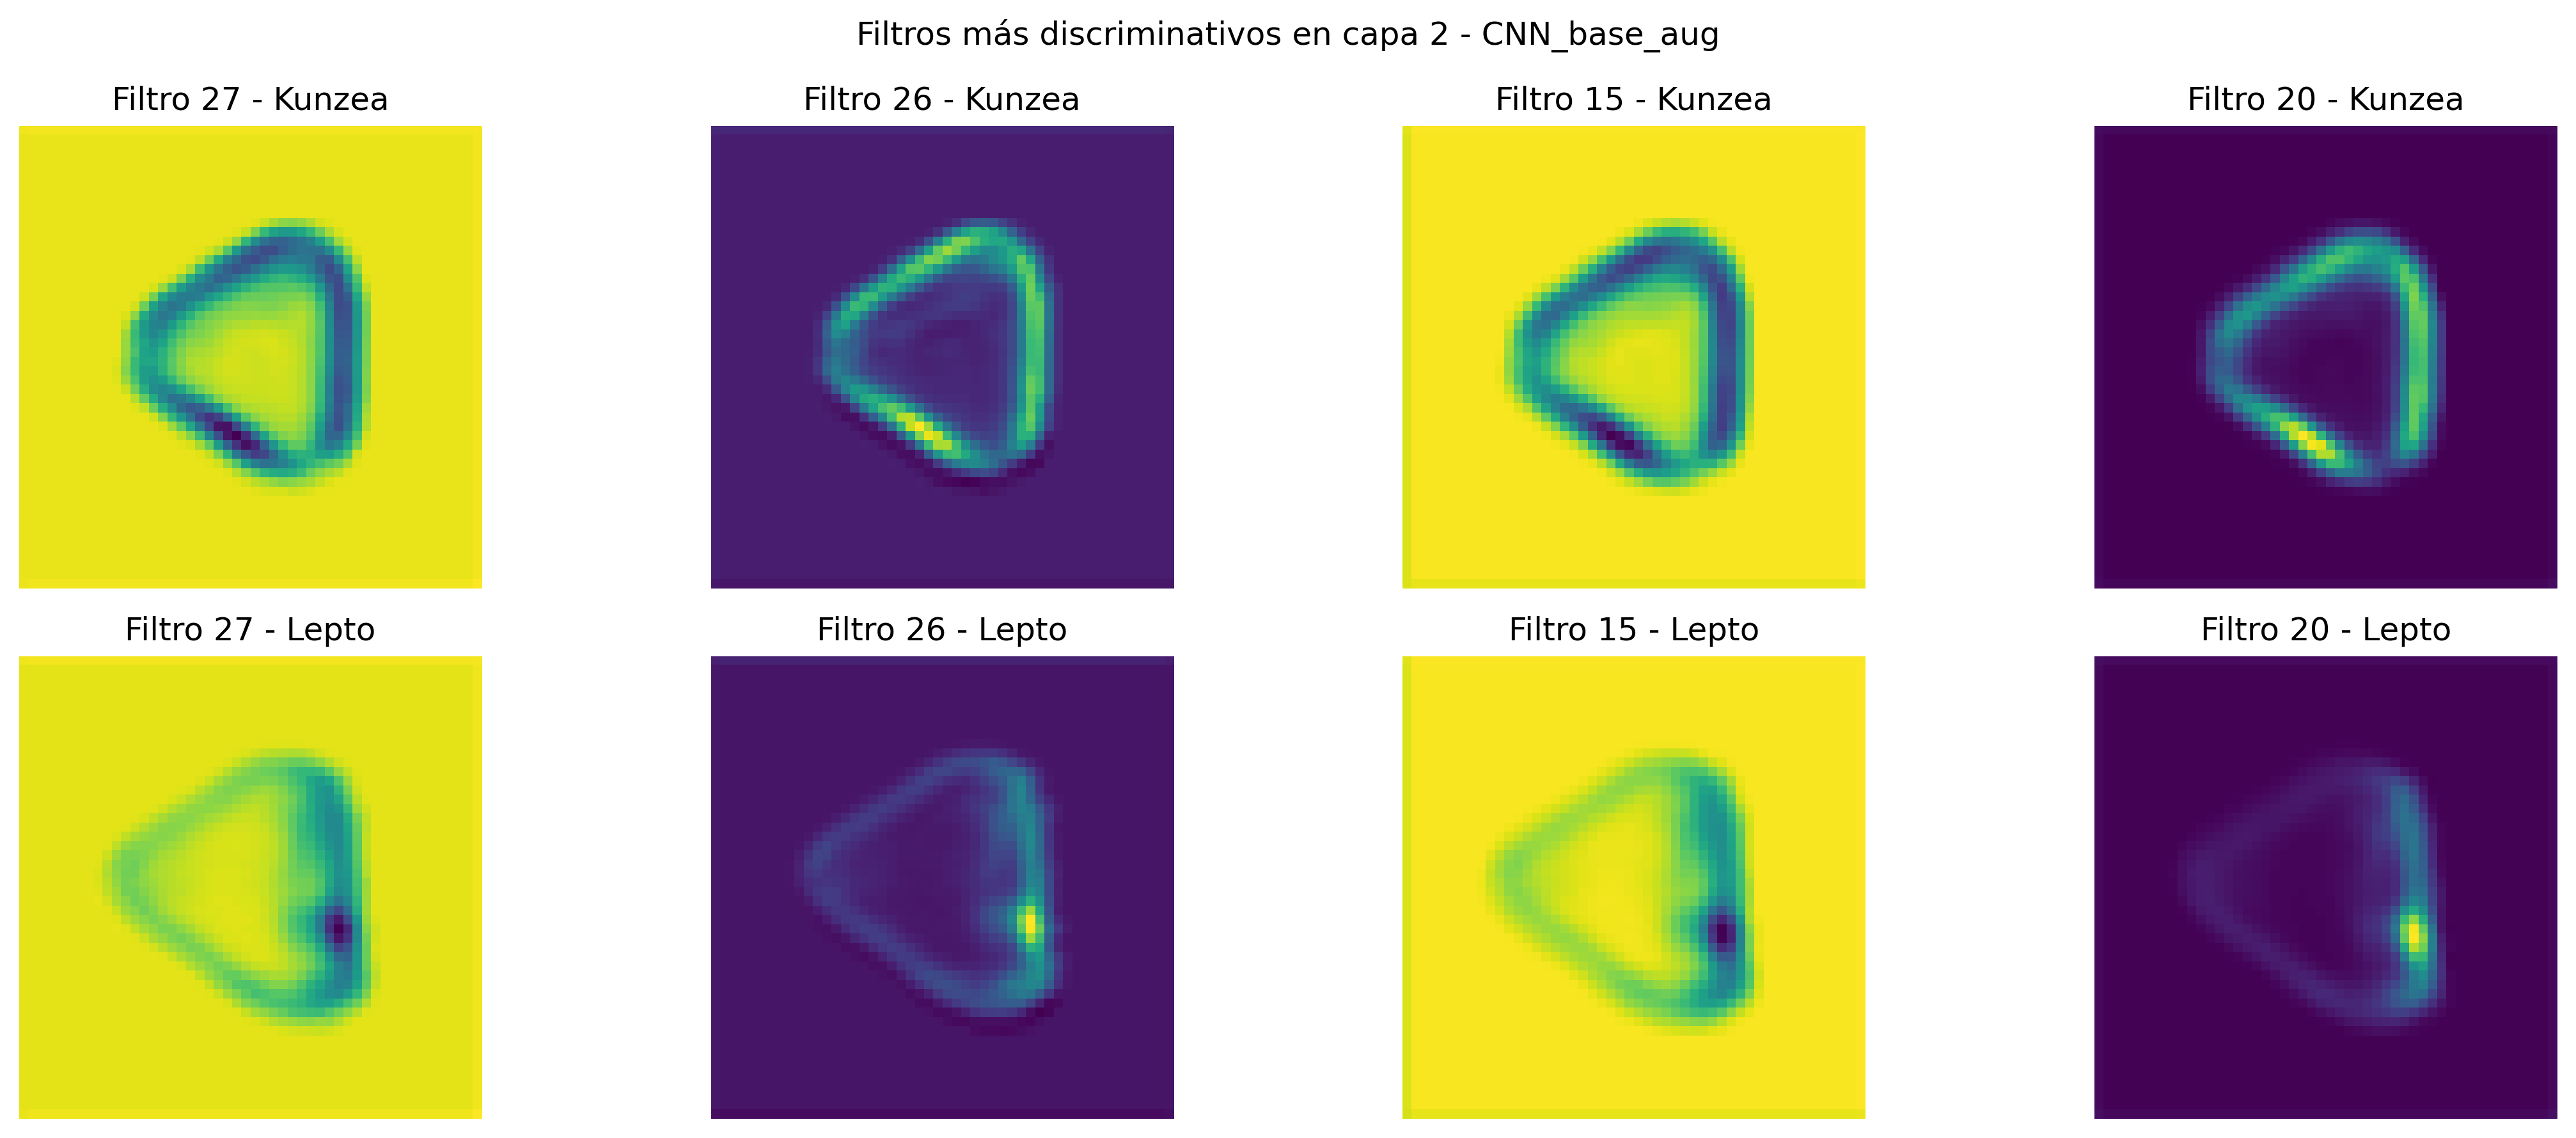 Filtros más discriminativos en capa 2 - CNN_base_aug
Filtro 27 - Kunzea
Filtro 26 - Kunzea
Filtro 15 - Kunzea
Filtro 20 - Kunzea
Filtro 27 - Lepto
Filtro 26 - Lepto
Filtro 15 - Lepto
Filtro 20 - Lepto